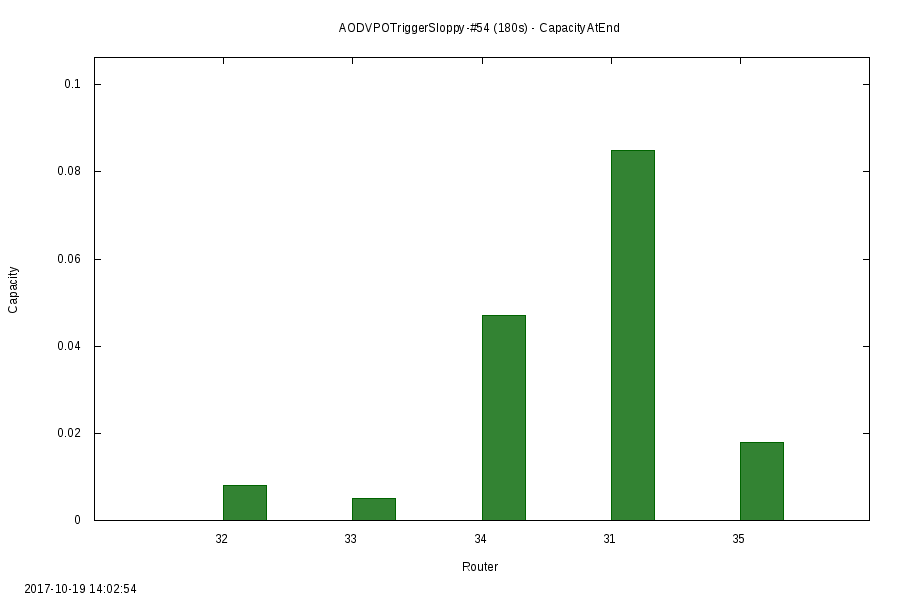 AODVPOTriggerSloppy-#54 (180s) - CapacityAtEnd
0.1
0.08
0.06
0.04
0.02
0
Capacity
32 33 34 31 35
Router
2017-10-19 14:02:54